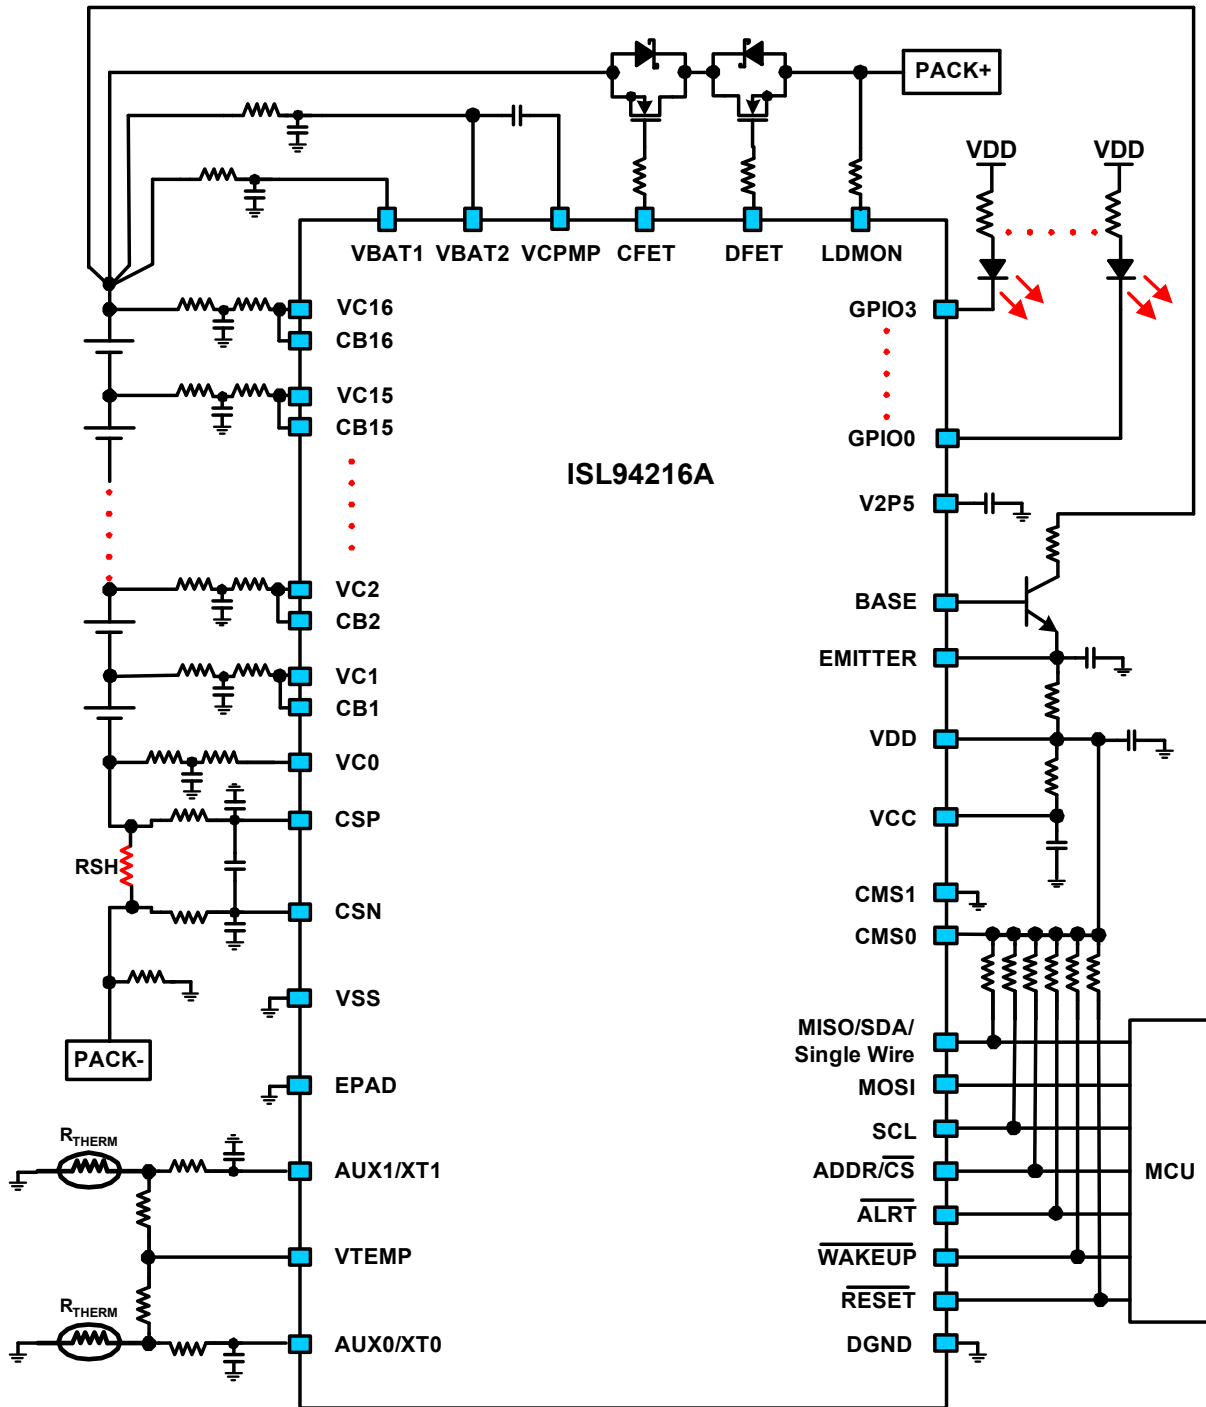 PACK+
VDD VDD
VBAT1 VBAT2 VCPMP CFET DFET LDMON
VC16
CB16
VC15
CB15
VC2
CB2
VC1
CB1
VC0
CSP
RSH
CSN
VSS
PACK-
EPAD
RTHERM
AUX1/XT1
VTEMP
RTHERM
AUX0/XT0
ISL94216A
GPIO3
GPIO0
V2P5
BASE
EMITTER
VDD
VCC
CMS1
CMS0
MISO/SDA/
Single Wire
MOSI
SCL
ADDR/CS
ALRT
WAKEUP
RESET
DGND
MCU